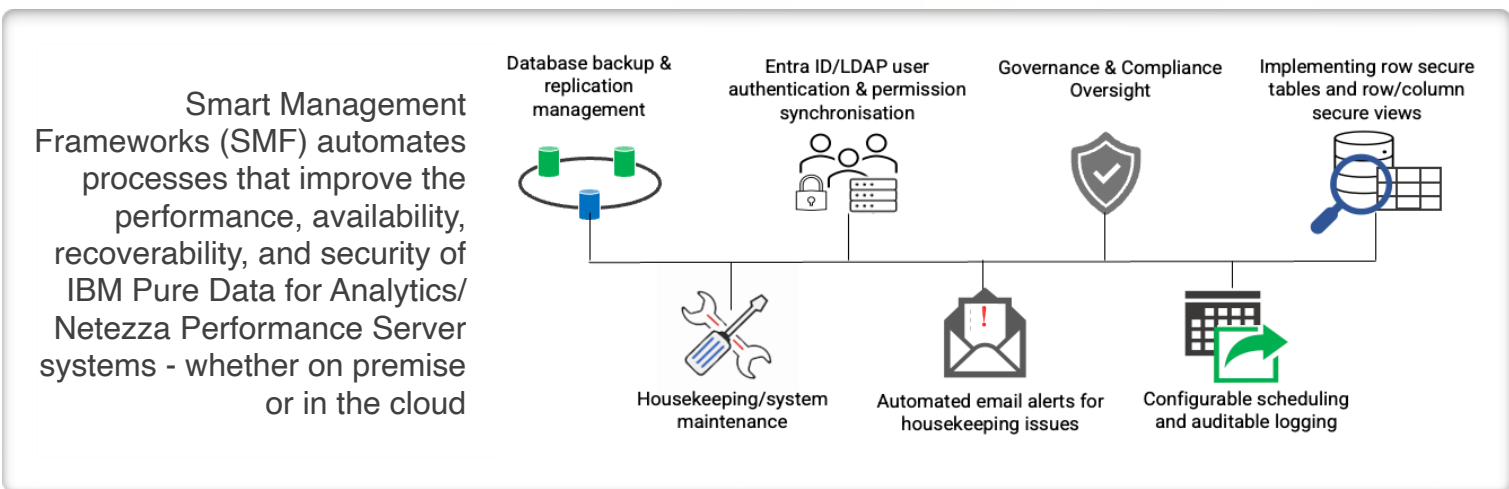 Smart Management
Frameworks (SMF) automates
processes that improve the
performance, availability,
recoverability, and security of
IBM Pure Data for Analytics/
Netezza Performance Server
systems - whether on premise
or in the cloud
Database backup &
replication
management
Entra ID/LDAP user
authentication & permission
synchronisation
Governance & Compliance
Oversight
Implementing row secure
tables and row/column
secure views
!
Housekeeping/system
maintenance
Automated email alerts for
housekeeping issues
Configurable scheduling
and auditable logging